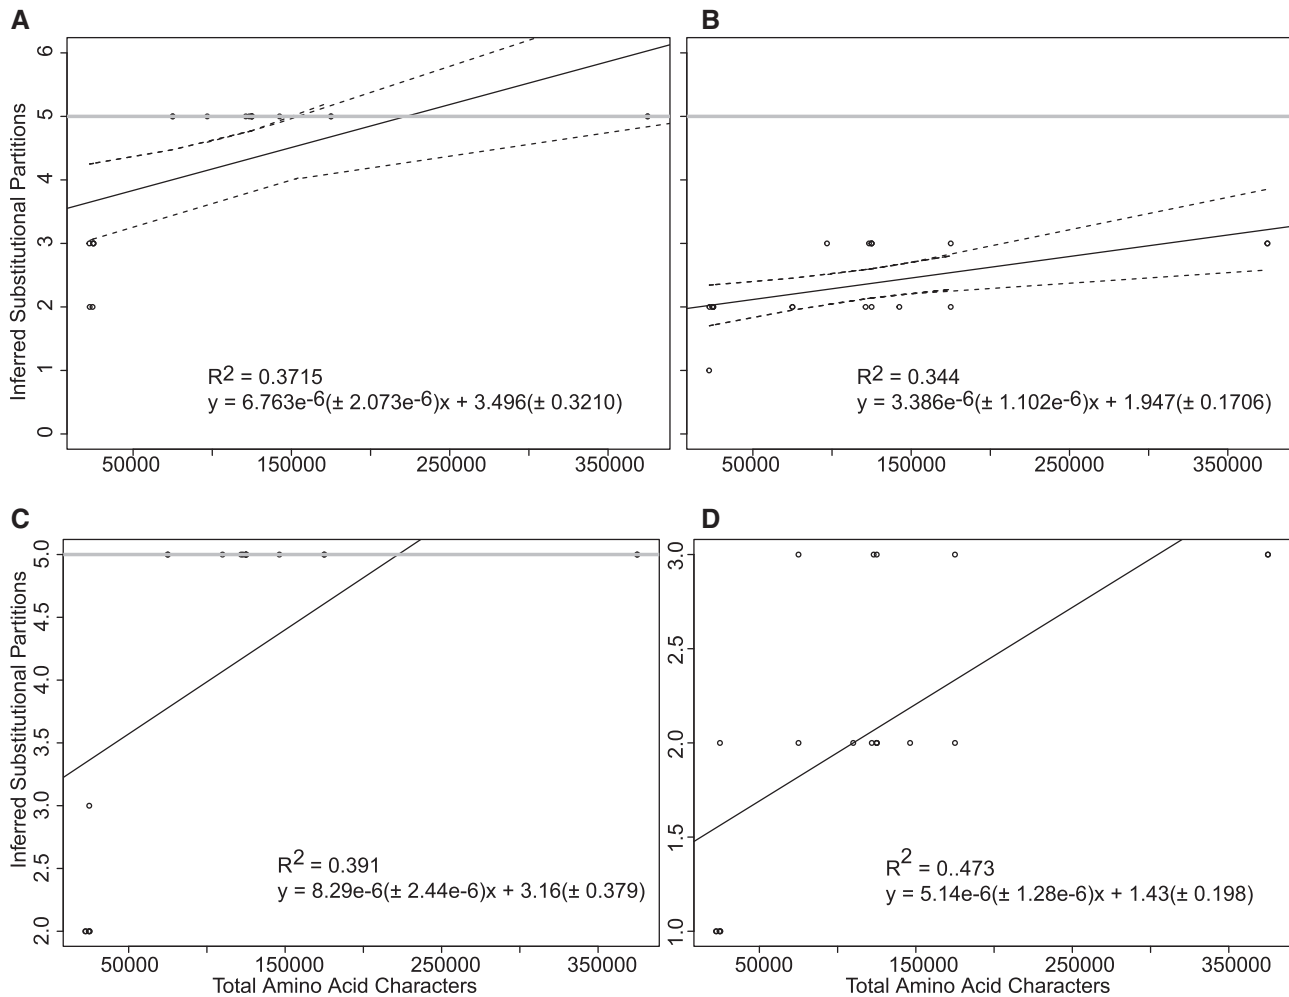 A
B
Inferred Substitutional Partitions
6
5
4
3
2
1
0
R2 = 0.3715
y = 6.763e-6(± 2.073e-6)x + 3.496(± 0.3210)
50000
150000
250000
350000
R2 = 0.344
y = 3.386e-6(± 1.102e-6)x + 1.947(± 0.1706)
50000
150000
250000
350000
C
D
Inferred Substitutional Partitions
5.0
4.5
4.0
3.5
3.0
2.5
2.0
R2 = 0.391
y = 8.29e-6(± 2.44e-6)x + 3.16(± 0.379)
50000
150000
250000
350000
Total Amino Acid Characters
3.0
2.5
2.0
1.5
1.0
R2 = 0..473
y = 5.14e-6(± 1.28e-6)x + 1.43(± 0.198)
50000
150000
250000
350000
Total Amino Acid Characters